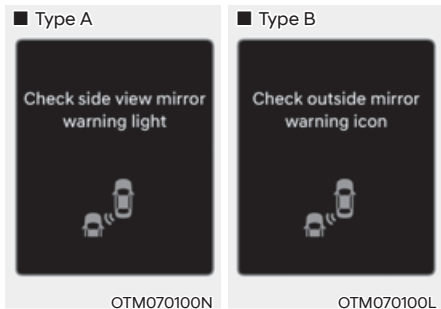 ■ Type A
Check side view mirror
warning light
OTM070100N
■ Type B
Check outside mirror
warning icon
OTM070100L